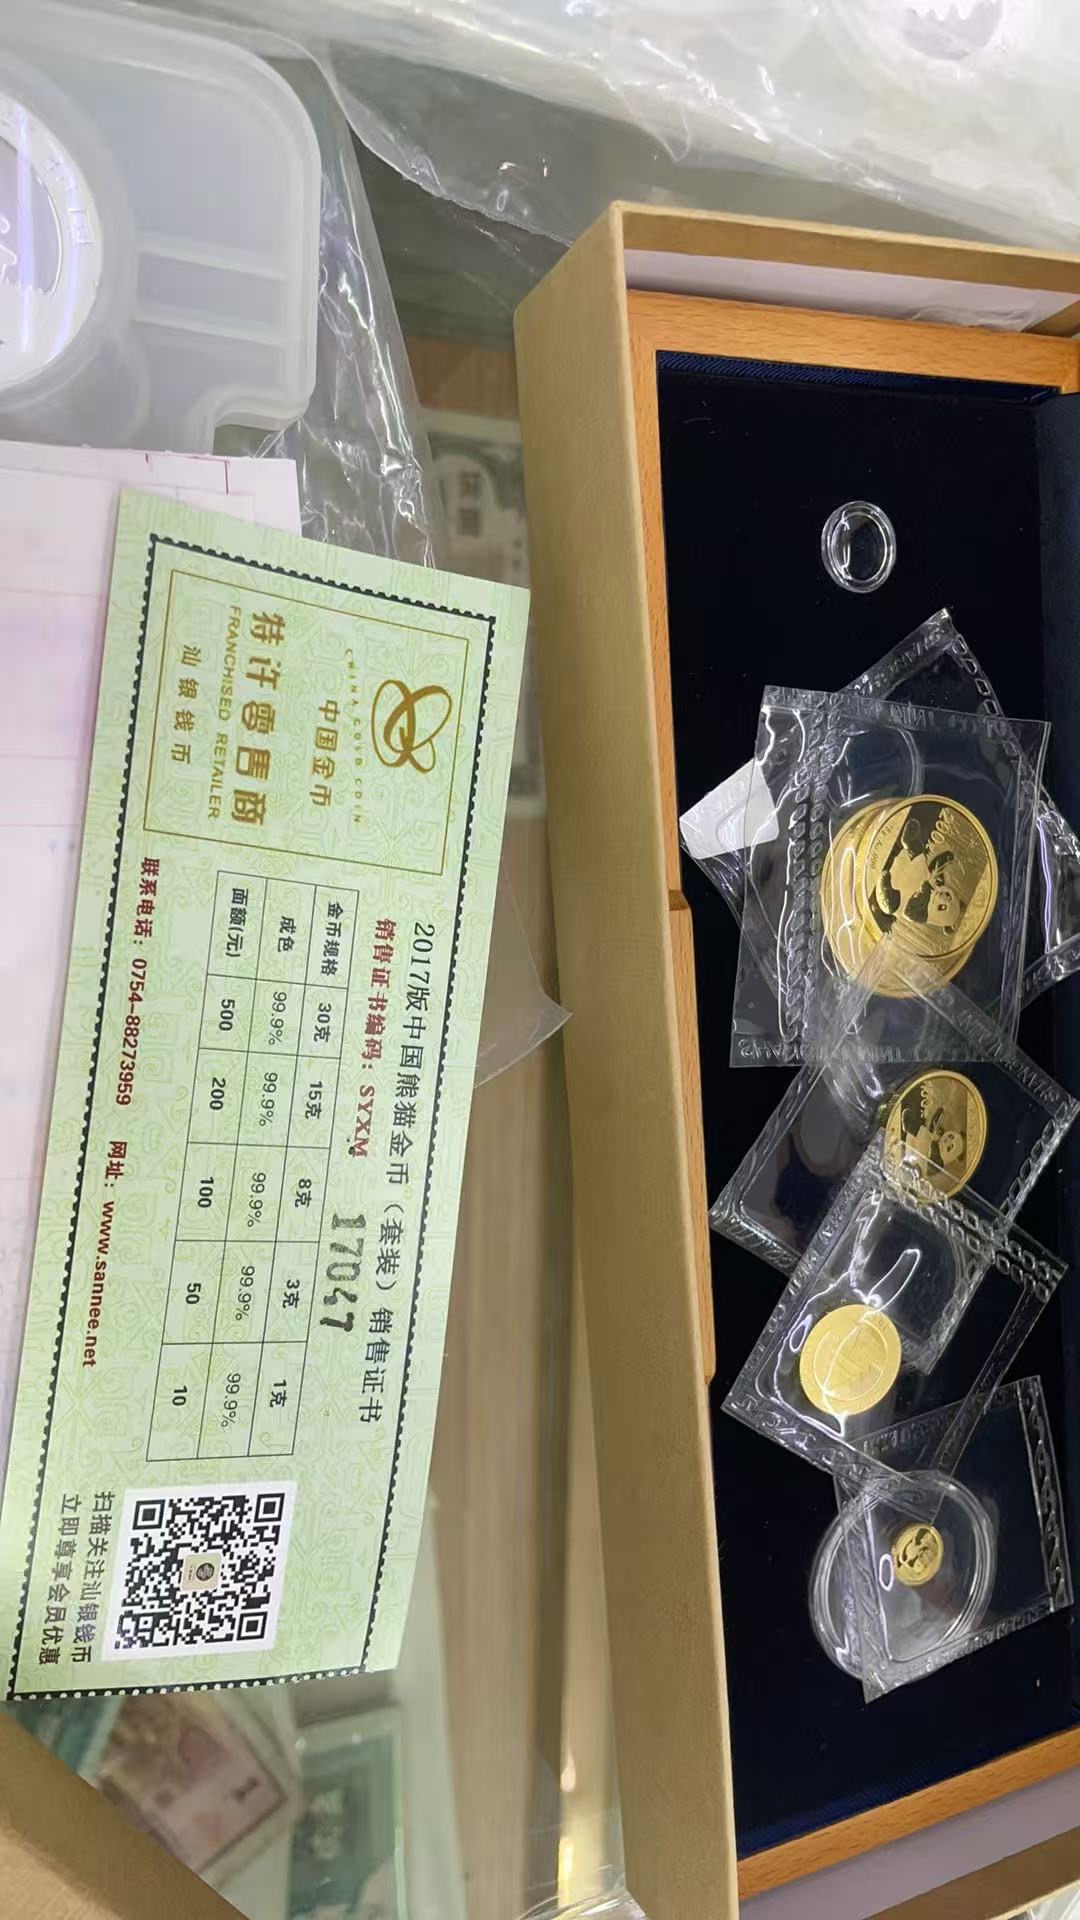 CHINA GOLD COIN
中国金币
特许零售商
FRANCHISED RETAILER
汕银钱币
2017版中国熊猫金币（套装）销售证书
销售证书编码：SYXM 17047
金币规格 30克 15克 8克 3克 1克
成色 99.9% 99.9% 99.9% 99.9% 99.9%
面额(元) 500 200 100 50 10
联系电话：0754-88273959 网址：www.sannee.net
扫描关注汕银钱币
立即尊享会员优惠